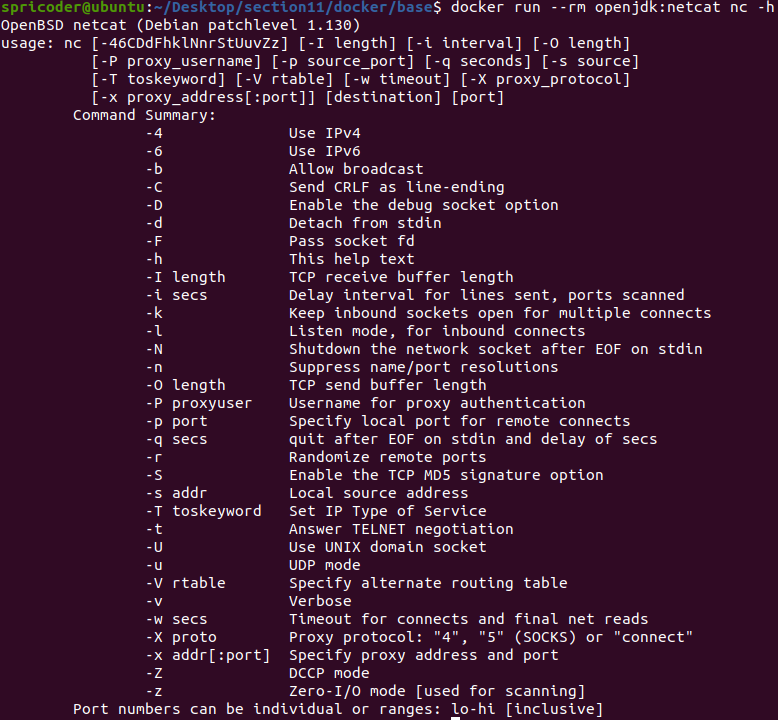 spricoder@ubuntu:~/Desktop/section11/docker/base$ docker run --rm openjdk:netcat nc -h
OpenBSD netcat (Debian patchlevel 1.130)
usage: nc [-46CDdFhklNnrStUuvZz] [-I length] [-i interval] [-O length]
          [-P proxy_username] [-p source_port] [-q seconds] [-s source]
          [-T toskeyword] [-V rtable] [-w timeout] [-X proxy_protocol]
          [-x proxy_address[:port]] [destination] [port]
        Command Summary:
                -4              Use IPv4
                -6              Use IPv6
                -b              Allow broadcast
                -C              Send CRLF as line-ending
                -D              Enable the debug socket option
                -d              Detach from stdin
                -F              Pass socket fd
                -h              This help text
                -I length       TCP receive buffer length
                -i secs         Delay interval for lines sent, ports scanned
                -k              Keep inbound sockets open for multiple connects
                -l              Listen mode, for inbound connects
                -N              Shutdown the network socket after EOF on stdin
                -n              Suppress name/port resolutions
                -O length       TCP send buffer length
                -P proxyuser    Username for proxy authentication
                -p port         Specify local port for remote connects
                -q secs         quit after EOF on stdin and delay of secs
                -r              Randomize remote ports
                -S              Enable the TCP MD5 signature option
                -s addr         Local source address
                -T toskeyword   Set IP Type of Service
                -t              Answer TELNET negotiation
                -U              Use UNIX domain socket
                -u              UDP mode
                -V rtable       Specify alternate routing table
                -v              Verbose
                -w secs         Timeout for connects and final net reads
                -X proto        Proxy protocol: "4", "5" (SOCKS) or "connect"
                -x addr[:port]  Specify proxy address and port
                -Z              DCCP mode
                -z              Zero-I/O mode [used for scanning]
        Port numbers can be individual or ranges: lo-hi [inclusive]